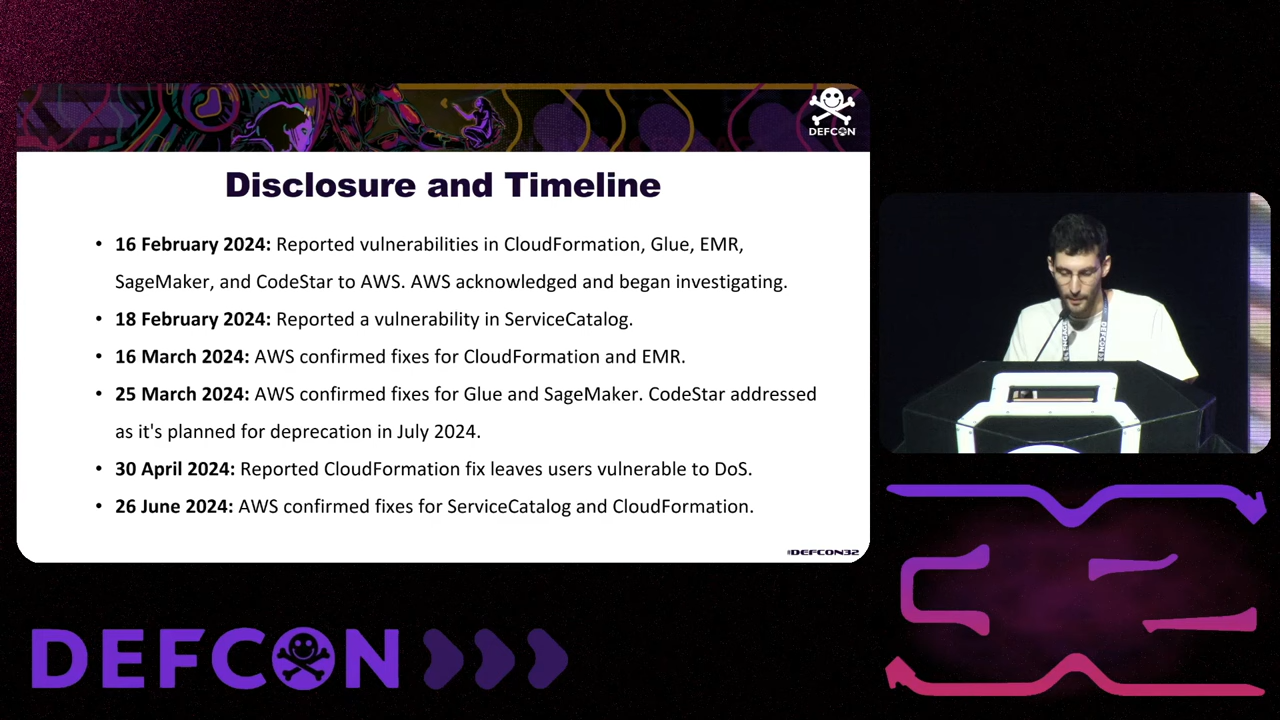 DEFCON
Disclosure and Timeline
• 16 February 2024: Reported vulnerabilities in CloudFormation, Glue, EMR,
SageMaker, and CodeStar to AWS. AWS acknowledged and began investigating.
• 18 February 2024: Reported a vulnerability in ServiceCatalog.
• 16 March 2024: AWS confirmed fixes for CloudFormation and EMR.
• 25 March 2024: AWS confirmed fixes for Glue and SageMaker. CodeStar addressed
as it's planned for deprecation in July 2024.
• 30 April 2024: Reported CloudFormation fix leaves users vulnerable to DoS.
• 26 June 2024: AWS confirmed fixes for ServiceCatalog and CloudFormation.
#DEFCON32
DEFCON